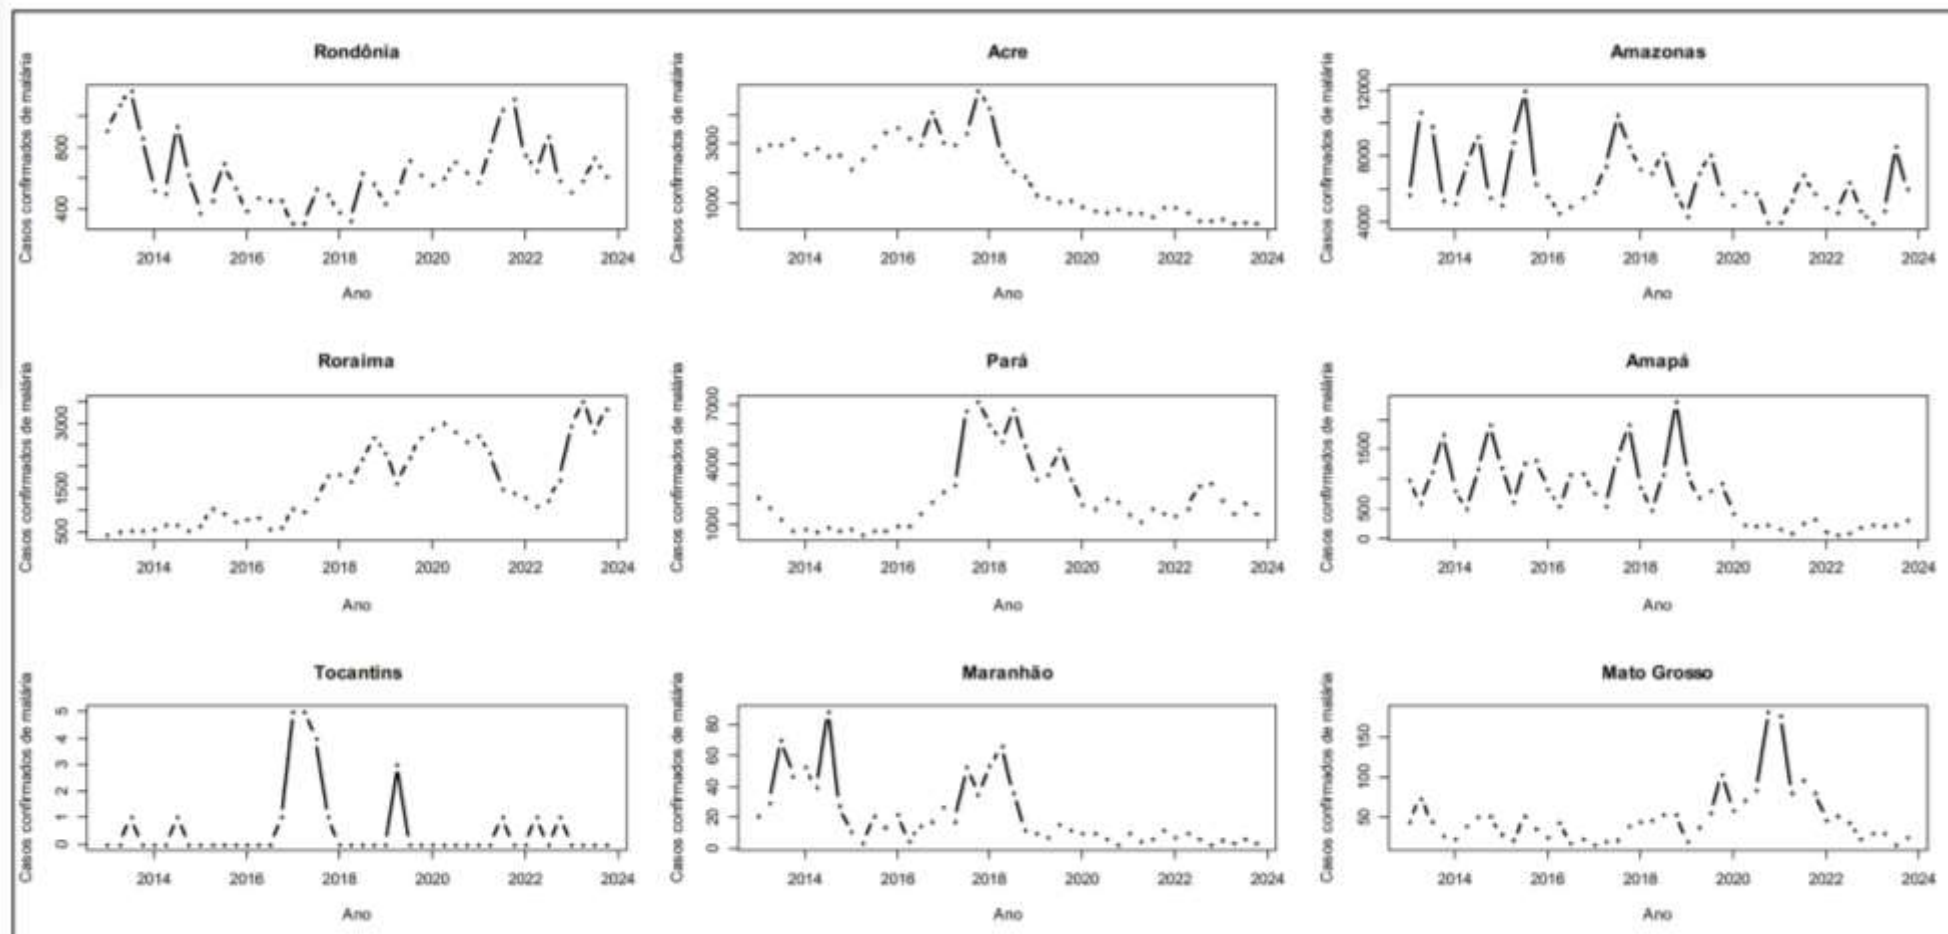 Rondônia
Casos confirmados de malária
400
800
2014 2016 2018 2020 2022 2024
Ano
Acre
Casos confirmados de malária
1000
3000
2014 2016 2018 2020 2022 2024
Ano
Amazonas
Casos confirmados de malária
4000
8000
12000
2014 2016 2018 2020 2022 2024
Ano
Roraima
Casos confirmados de malária
500
1500
3000
2014 2016 2018 2020 2022 2024
Ano
Pará
Casos confirmados de malária
1000
4000
7000
2014 2016 2018 2020 2022 2024
Ano
Amapá
Casos confirmados de malária
0
500
1500
2014 2016 2018 2020 2022 2024
Ano
Tocantins
Casos confirmados de malária
0
1
2
3
4
5
2014 2016 2018 2020 2022 2024
Ano
Maranhão
Casos confirmados de malária
0
20
40
60
80
2014 2016 2018 2020 2022 2024
Ano
Mato Grosso
Casos confirmados de malária
50
100
150
2014 2016 2018 2020 2022 2024
Ano